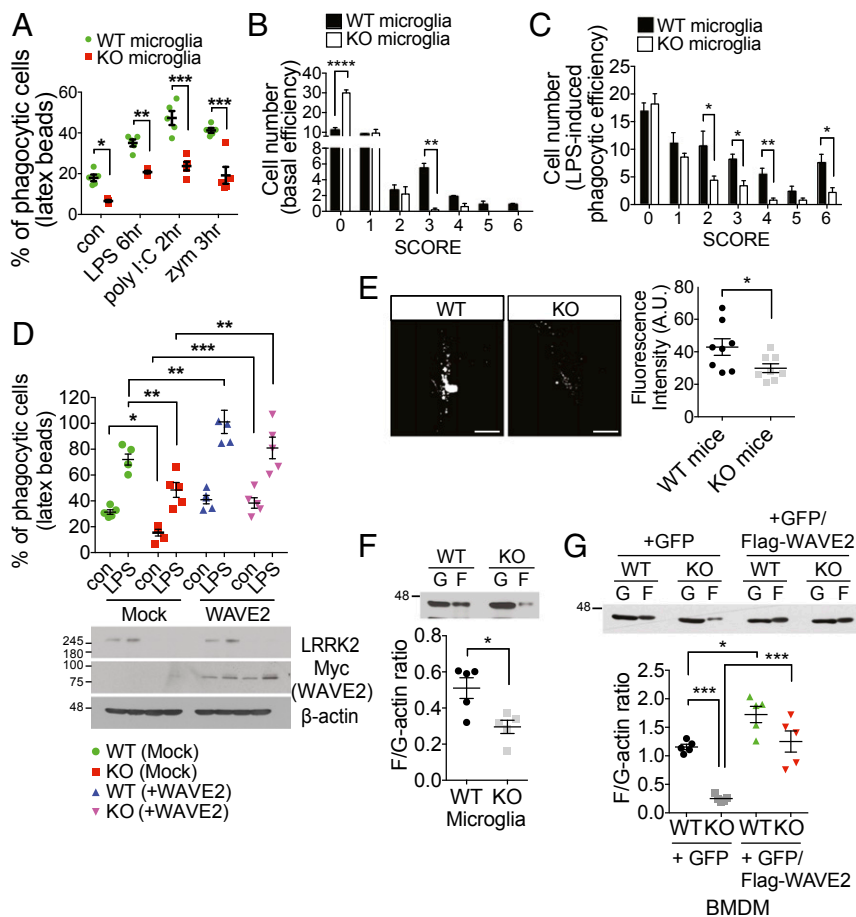 A
WT microglia
KO microglia
% of phagocytic cells
(latex beads)
60
40
20
0
*
**
***
***
con
LPS 6hr
poly I:C 2hr
zym 3hr
B
WT microglia
KO microglia
Cell number
(basal efficiency)
40
30
20
10
8
6
4
2
0
****
**
0 1 2 3 4 5 6
SCORE
C
WT microglia
KO microglia
Cell number
(LPS-induced
phagocytic efficiency)
25
20
15
10
5
0
*
*
**
*
0 1 2 3 4 5 6
SCORE
D
% of phagocytic cells
(latex beads)
120
100
80
60
40
20
0
**
***
**
**
*
con
LPS
con
LPS
con
LPS
con
LPS
Mock
WAVE2
245
180
100
75
48
LRRK2
Myc
(WAVE2)
β-actin
WT (Mock)
KO (Mock)
WT (+WAVE2)
KO (+WAVE2)
E
WT
KO
Fluorescence
Intensity (A.U.)
80
60
40
20
0
*
WT mice
KO mice
F
WT KO
G F G F
48
F/G-actin ratio
0.8
0.6
0.4
0.2
0.0
*
WT KO
Microglia
G
+GFP
+GFP/
Flag-WAVE2
WT KO WT KO
G F G F G F G F
48
F/G-actin ratio
2.5
2.0
1.5
1.0
0.5
0.0
*
***
***
WT KO WT KO
+ GFP
+ GFP/
Flag-WAVE2
BMDM